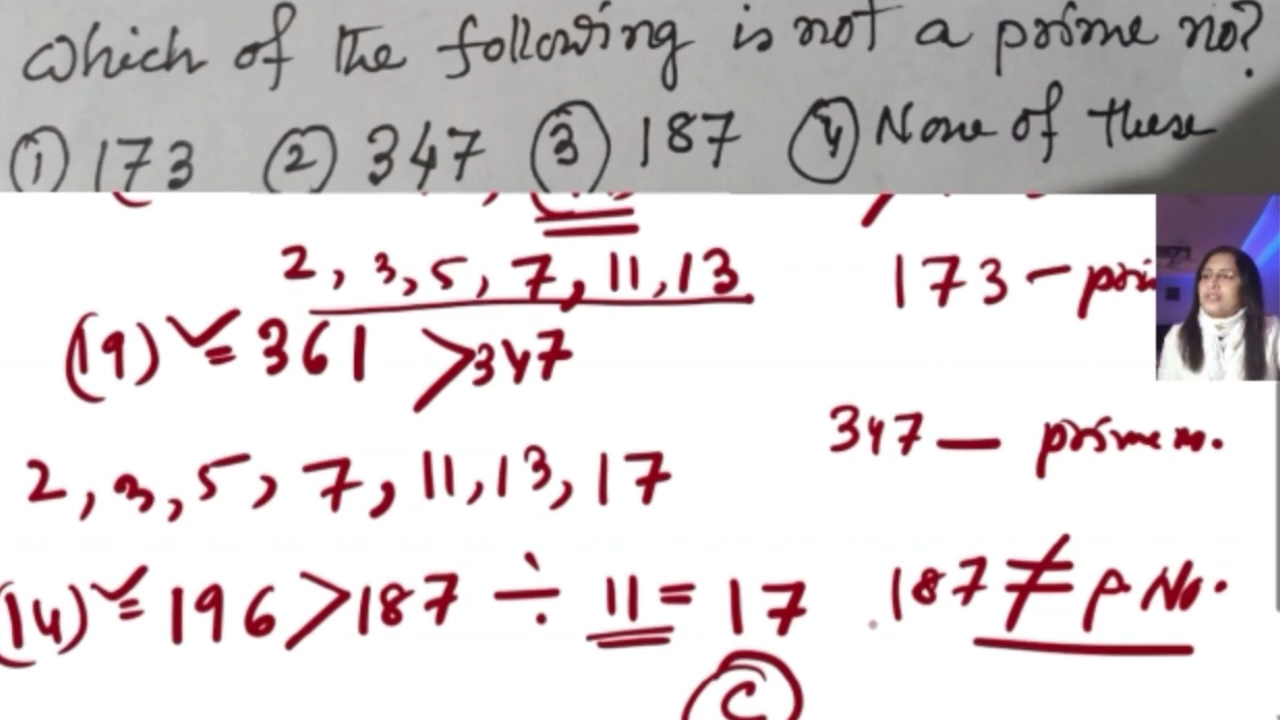 Which of the following is not a prime no?
① 173 ② 347 ③ 187 ④ None of these
2, 3, 5, 7, 11, 13
173 - pri
(19)² = 361 > 347
347 — prime no.
2, 3, 5, 7, 11, 13, 17
(14)² = 196 > 187 ÷ 11 = 17
187 ≠ P No.
C